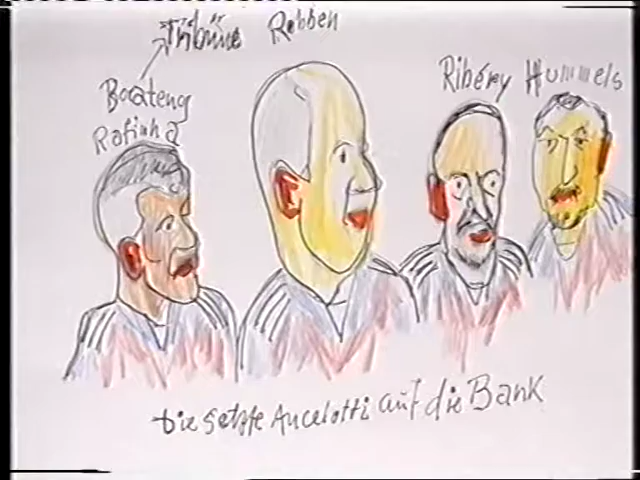 Tribüne Robben
Boateng
Rafinha
Ribéry Hummels
Die setzte Ancelotti auf die Bank